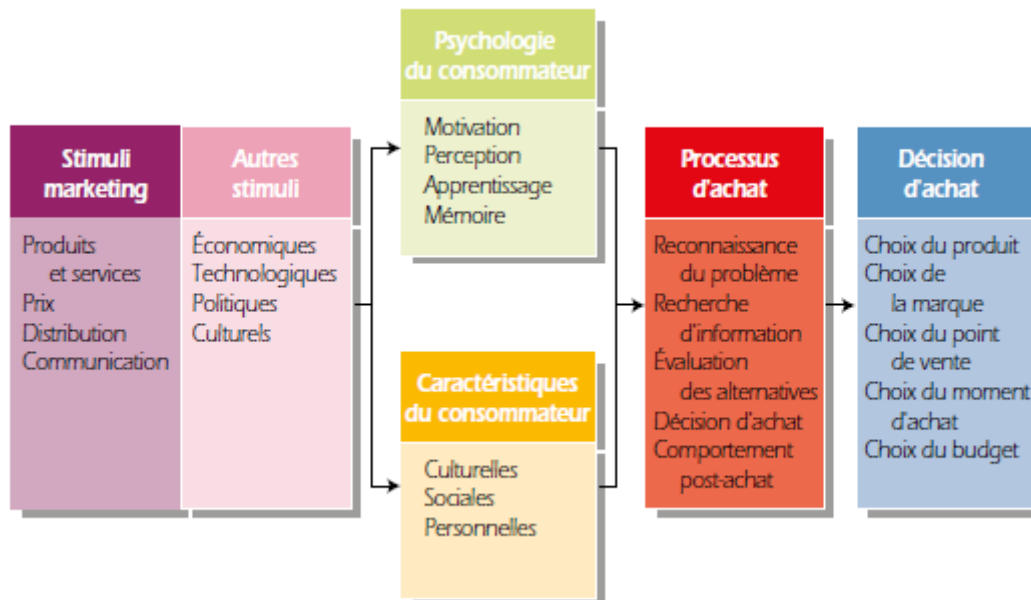 Stimuli
marketing
Produits
et services
Prix
Distribution
Communication
Autres
stimuli
Économiques
Technologiques
Politiques
Culturels
Psychologie
du consommateur
Motivation
Perception
Apprentissage
Mémoire
Caractéristiques
du consommateur
Culturelles
Sociales
Personnelles
Processus
d'achat
Reconnaissance
du problème
Recherche
d'information
Évaluation
des alternatives
Décision d'achat
Comportement
post-achat
Décision
d'achat
Choix du produit
Choix de
la marque
Choix du point
de vente
Choix du moment
d'achat
Choix du budget